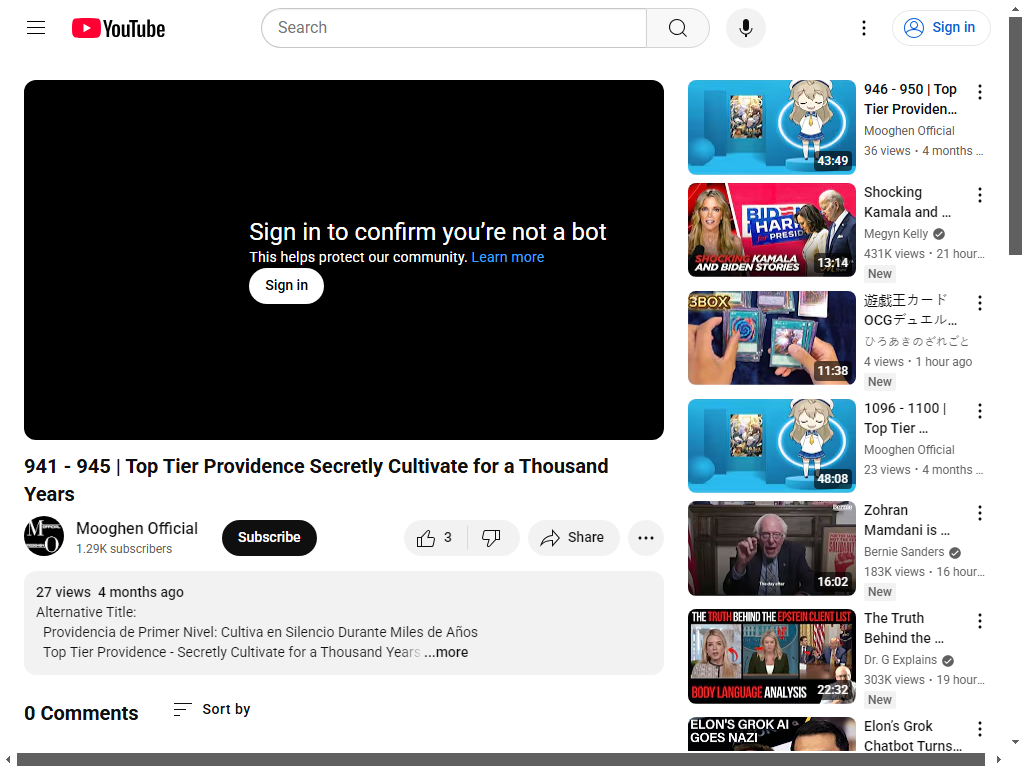 YouTube
Search
Sign in
Sign in to confirm you're not a bot
This helps protect our community. Learn more
Sign in
941 - 945 | Top Tier Providence Secretly Cultivate for a Thousand
Years
Mooghen Official
1.29K subscribers
Subscribe
3
Share
27 views 4 months ago
Alternative Title:
Providencia de Primer Nivel: Cultiva en Silencio Durante Miles de Años
Top Tier Providence - Secretly Cultivate for a Thousand Years ...more
0 Comments
Sort by
43:49
946 - 950 | Top
Tier Providen...
Mooghen Official
36 views • 4 months ...
BIDEN
HARRIS
for PRESIDENT
SHOCKING KAMALA
AND BIDEN STORIES
13:14
Shocking
Kamala and ...
Megyn Kelly
431K views • 21 hour...
New
3BOX
11:38
遊戯王カード
OCGデュエル...
ひろあきのざれごと
4 views • 1 hour ago
New
48:08
1096 - 1100 |
Top Tier ...
Mooghen Official
23 views • 4 months ...
Bernie
The day after
16:02
Zohran
Mamdani is ...
Bernie Sanders
183K views • 16 hour...
New
THE TRUTH BEHIND THE EPSTEIN CLIENT LIST
BODY LANGUAGE ANALYSIS
22:32
The Truth
Behind the ...
Dr. G Explains
303K views • 19 hour...
New
ELON'S GROK AI
GOES NAZI
Elon's Grok
Chatbot Turns...